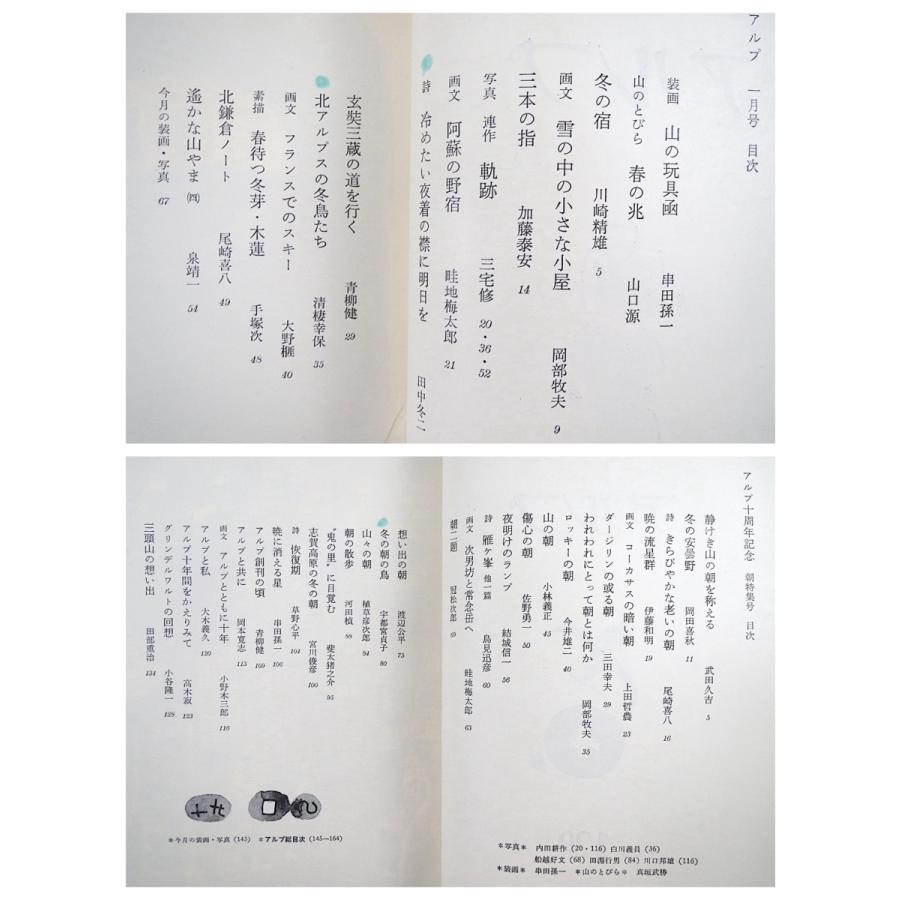 アルプ 一月号 目次
装画 山の玩具凾 串田孫一
山のとびら 春の兆 山口源
冬の宿 川崎精雄 5
画文 雪の中の小さな小屋 岡部牧夫 9
三本の指 加藤泰安 14
写真 連作 軌跡 三宅修 20・36・52
画文 阿蘇の野宿 畦地梅太郎 21
詩 冷めたい夜着の襟に明日を 田中冬二
玄奘三蔵の道を行く 青柳健 29
北アルプスの冬鳥たち 清棲幸保 35
画文 フランスでのスキー 大野榧 40
素描 春待つ冬芽・木蓮 手塚次 48
北鎌倉ノート 尾崎喜八 49
遙かな山やま ㈣ 泉靖一 54
今月の装画・写真 67
アルプ十周年記念 朝特集号 目次
静けき山の朝を称える 武田久吉 5
冬の安曇野 岡田喜秋 11
詩 きらびやかな老いの朝 尾崎喜八 16
暁の流星群 伊藤和明 19
画文 コーカサスの暗い朝 上田哲農 23
ダージリンの或る朝 三田幸夫 29
われわれにとって朝とは何か 岡部牧夫 35
ロッキーの朝 今井雄二 40
山の朝 小林義正 45
傷心の朝 佐野勇一 50
夜明けのランプ 結城信一 56
詩 雁ケ峯 他一篇 鳥見迅彦 60
画文 次男坊と常念岳へ 畦地梅太郎 63
朝二題 冠松次郎 69
想い出の朝 渡辺公平 75
冬の朝の鳥 宇都宮貞子 80
山々の朝 植草彦次郎 84
朝の散歩 河田楨 88
〝鬼の里〟に目覚む 斐太猪之介 95
志賀高原の冬の朝 宮川俊彦 100
詩 恢復期 草野心平 104
暁に消える星 串田孫一 106
アルプ創刊の頃 青柳健 109
アルプと共に 岡本寛志 113
画文 アルプとともに十年 小野木三郎 116
アルプと私 大木義久 120
アルプ十年間をかえりみて 高木寂 123
グリンデルワルトの回想 小谷隆一 128
三頭山の想い出 田部重治 134
*今月の装画・写真 (143) *アルプ総目次 (145—164)
*写真* 内田耕作 (20・116) 白川義員 (36)
船越好文 (68) 田淵行男 (84) 川口邦雄 (116)
*装画* 串田孫一 *山のとびら* 真垣武勝